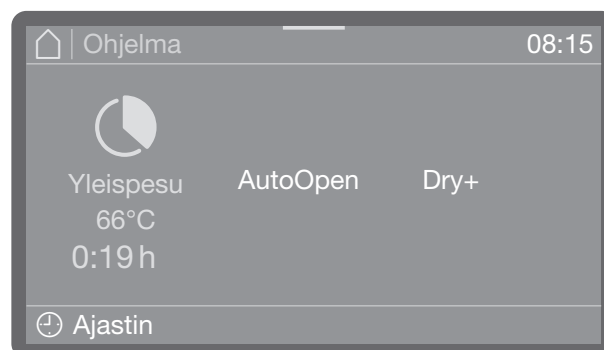 Ohjelma 08:15
Yleispesu AutoOpen Dry+
66°C
0:19 h
Ajastin